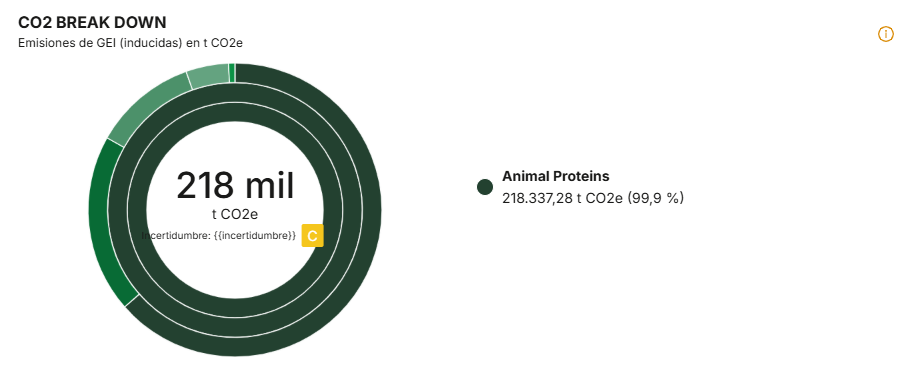 CO2 BREAK DOWN
Emisiones de GEI (inducidas) en t CO2e
218 mil
t CO2e
Incertidumbre: {{incertidumbre}} C
Animal Proteins
218.337,28 t CO2e (99,9 %)